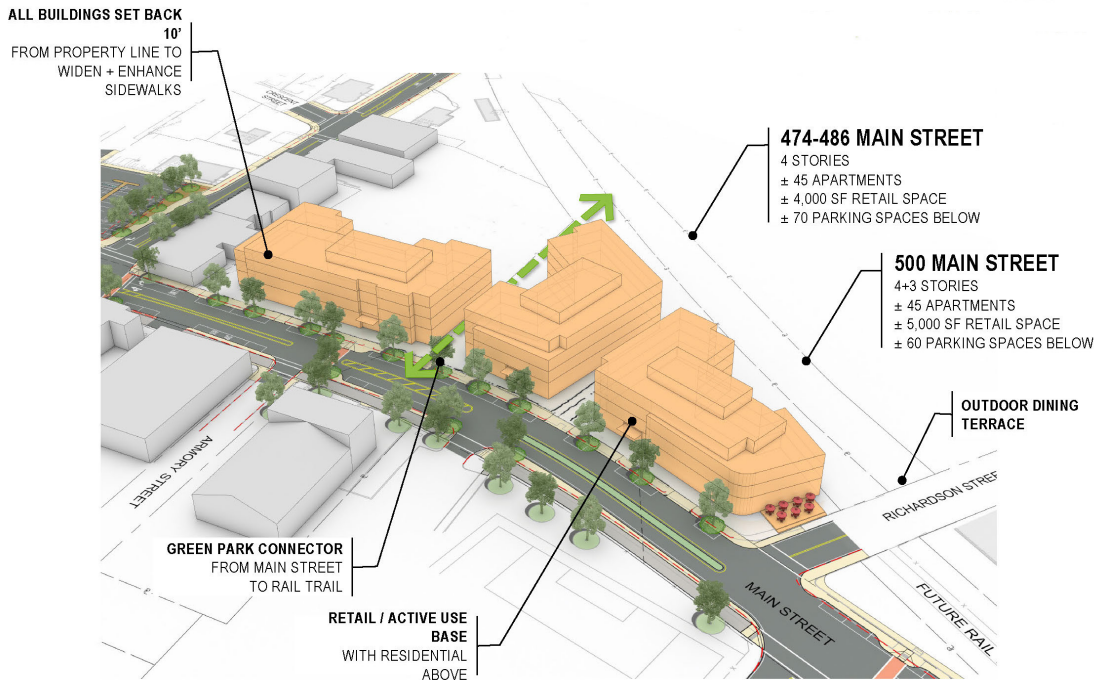 ALL BUILDINGS SET BACK
10'
FROM PROPERTY LINE TO
WIDEN + ENHANCE
SIDEWALKS
CRESCENT
STREET
474-486 MAIN STREET
4 STORIES
± 45 APARTMENTS
± 4,000 SF RETAIL SPACE
± 70 PARKING SPACES BELOW
500 MAIN STREET
4+3 STORIES
± 45 APARTMENTS
± 5,000 SF RETAIL SPACE
± 60 PARKING SPACES BELOW
OUTDOOR DINING
TERRACE
RICHARDSON STREE
ARMORY STREET
GREEN PARK CONNECTOR
FROM MAIN STREET
TO RAIL TRAIL
MAIN STREET
FUTURE RAIL
RETAIL / ACTIVE USE
BASE
WITH RESIDENTIAL
ABOVE